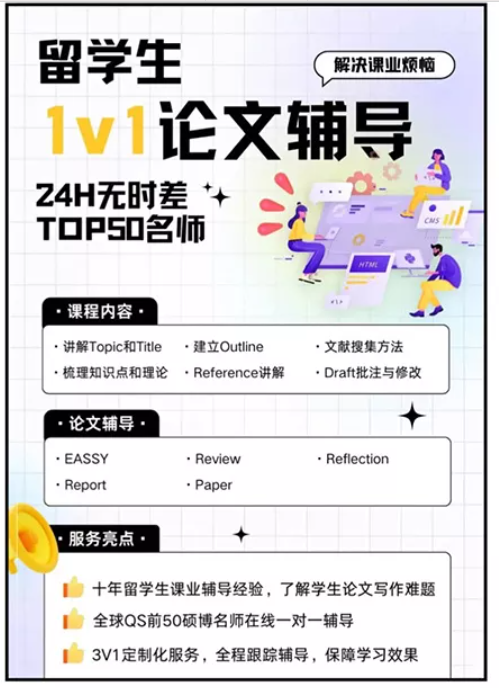 留学生
解决课业烦恼
1v1论文辅导
24H无时差
TOP50名师
CMS
HTML
</>
· 课程内容 ·
· 讲解Topic和Title · 建立Outline · 文献搜集方法
· 梳理知识点和理论 · Reference讲解 · Draft批注与修改
· 论文辅导 ·
· EASSY · Review · Reflection
· Report · Paper
· 服务亮点 ·
十年留学生课业辅导经验，了解学生论文写作难题
全球QS前50硕博名师在线一对一辅导
3V1定制化服务，全程跟踪辅导，保障学习效果